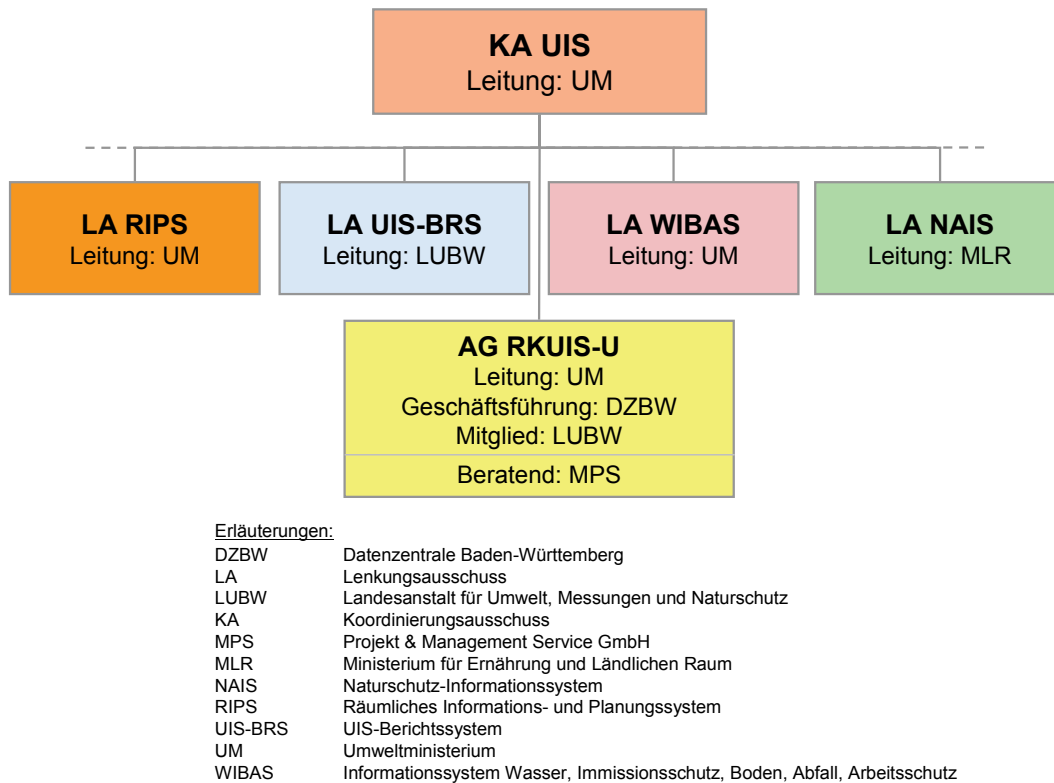 KA UIS
Leitung: UM
LA RIPS
Leitung: UM
LA UIS-BRS
Leitung: LUBW
LA WIBAS
Leitung: UM
LA NAIS
Leitung: MLR
AG RKUIS-U
Leitung: UM
Geschäftsführung: DZBW
Mitglied: LUBW
Beratend: MPS
Erläuterungen:
DZBW Datenzentrale Baden-Württemberg
LA Lenkungsausschuss
LUBW Landesanstalt für Umwelt, Messungen und Naturschutz
KA Koordinierungsausschuss
MPS Projekt & Management Service GmbH
MLR Ministerium für Ernährung und Ländlichen Raum
NAIS Naturschutz-Informationssystem
RIPS Räumliches Informations- und Planungssystem
UIS-BRS UIS-Berichtssystem
UM Umweltministerium
WIBAS Informationssystem Wasser, Immissionsschutz, Boden, Abfall, Arbeitsschutz